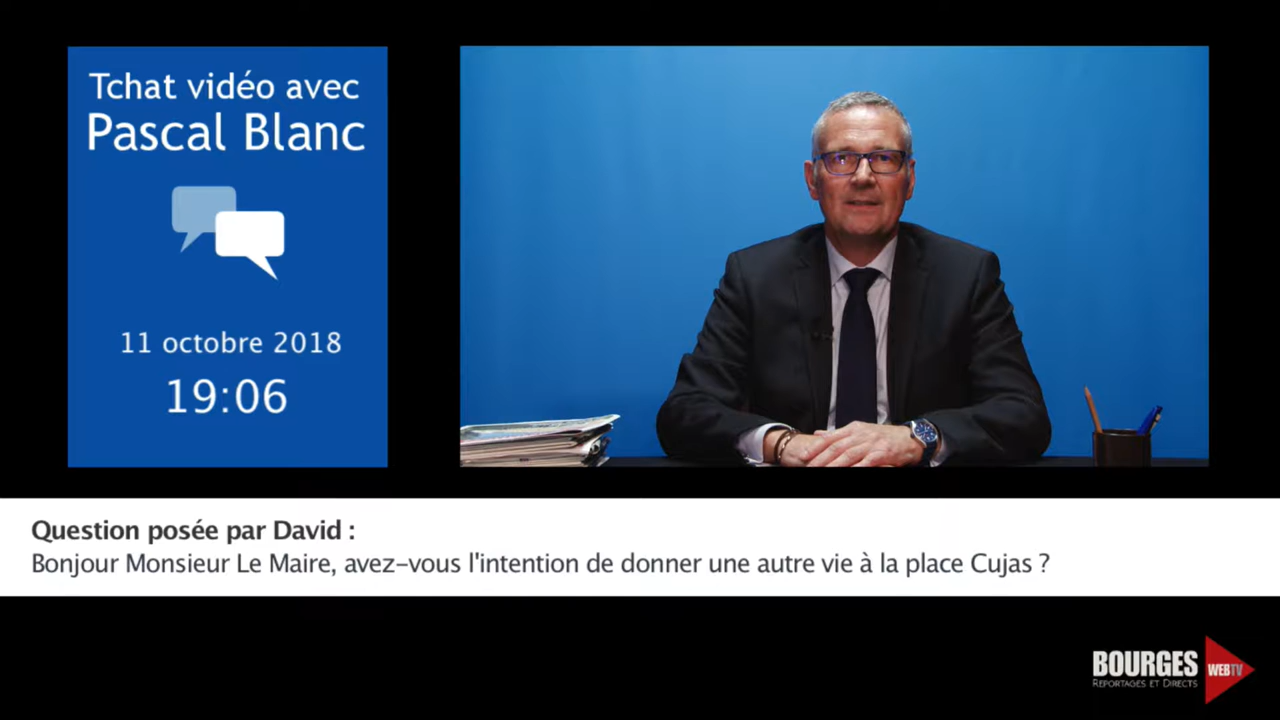 Tchat vidéo avec
Pascal Blanc
11 octobre 2018
19:06
Question posée par David :
Bonjour Monsieur Le Maire, avez-vous l'intention de donner une autre vie à la place Cujas ?
BOURGES
REPORTAGES ET DIRECTS
WEBTV